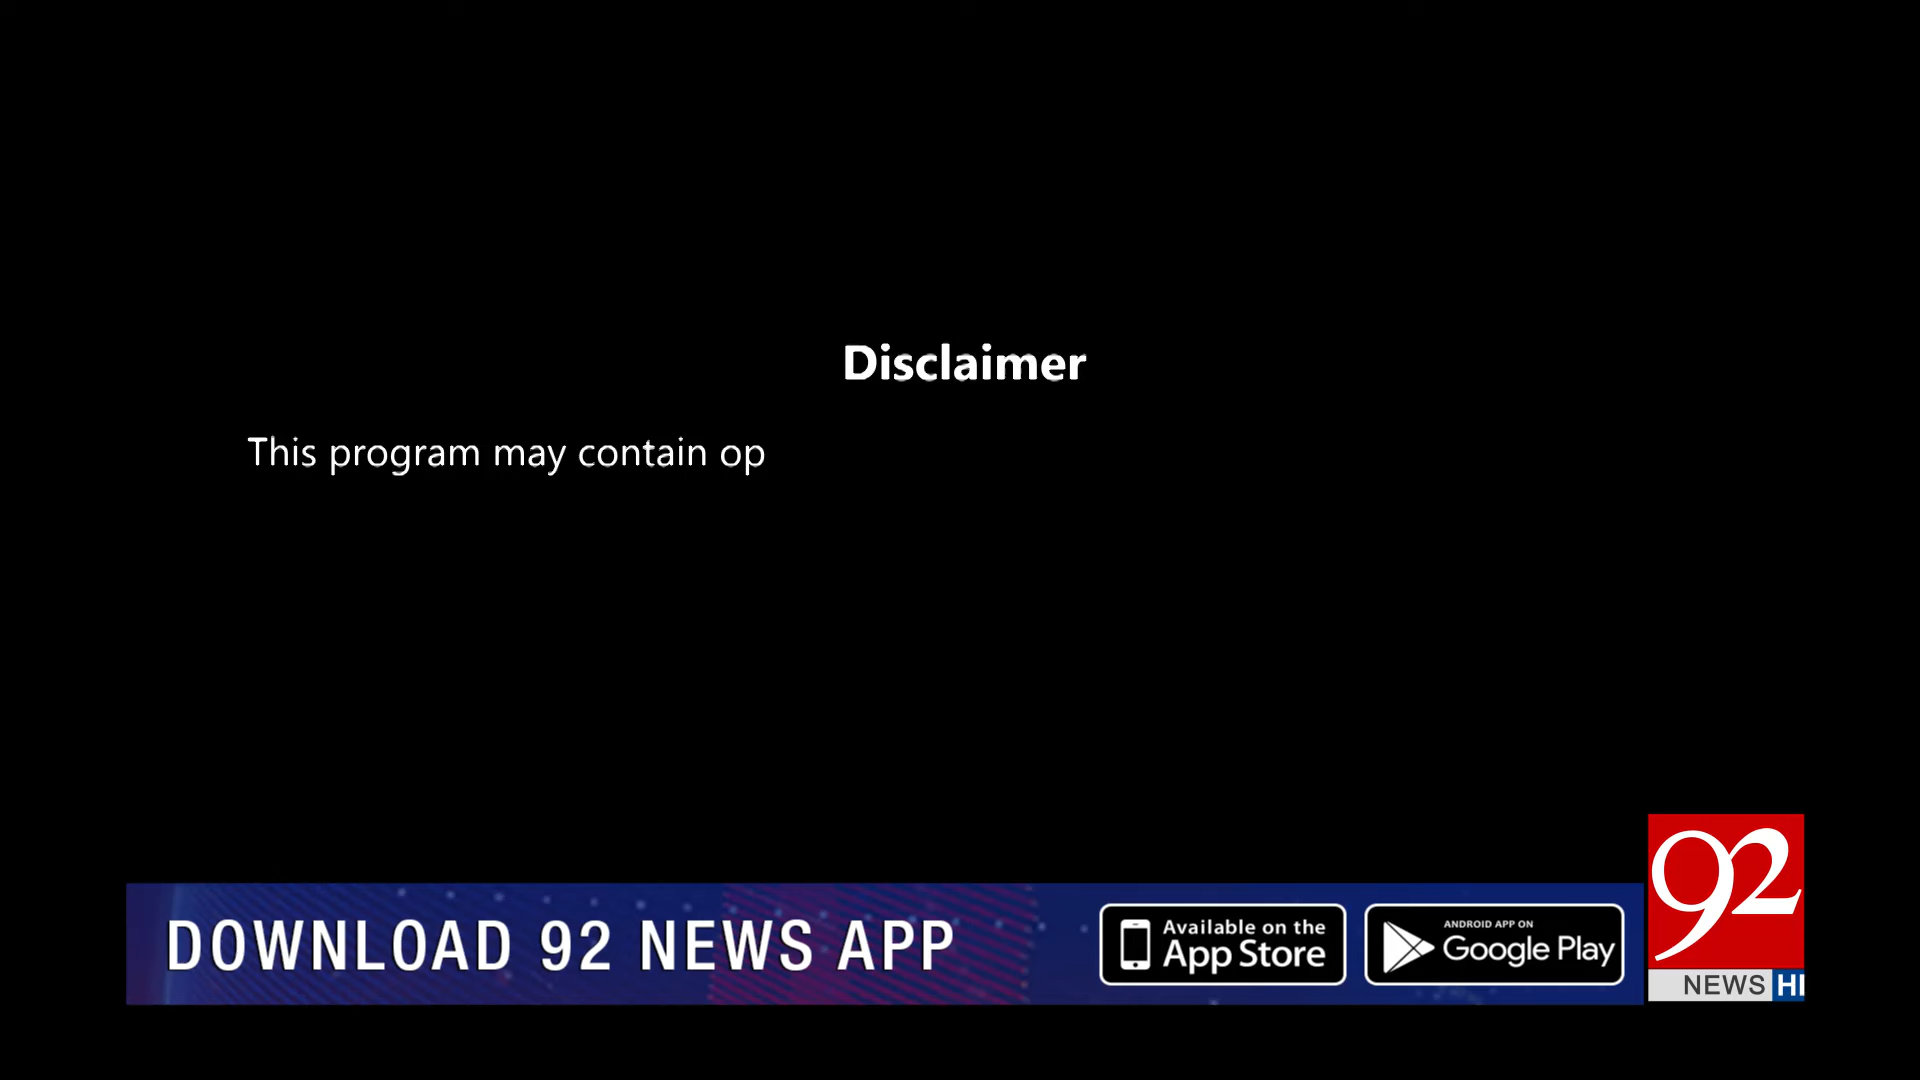 Disclaimer
This program may contain op
DOWNLOAD 92 NEWS APP
Available on the
App Store
ANDROID APP ON
Google Play
92
NEWS HI